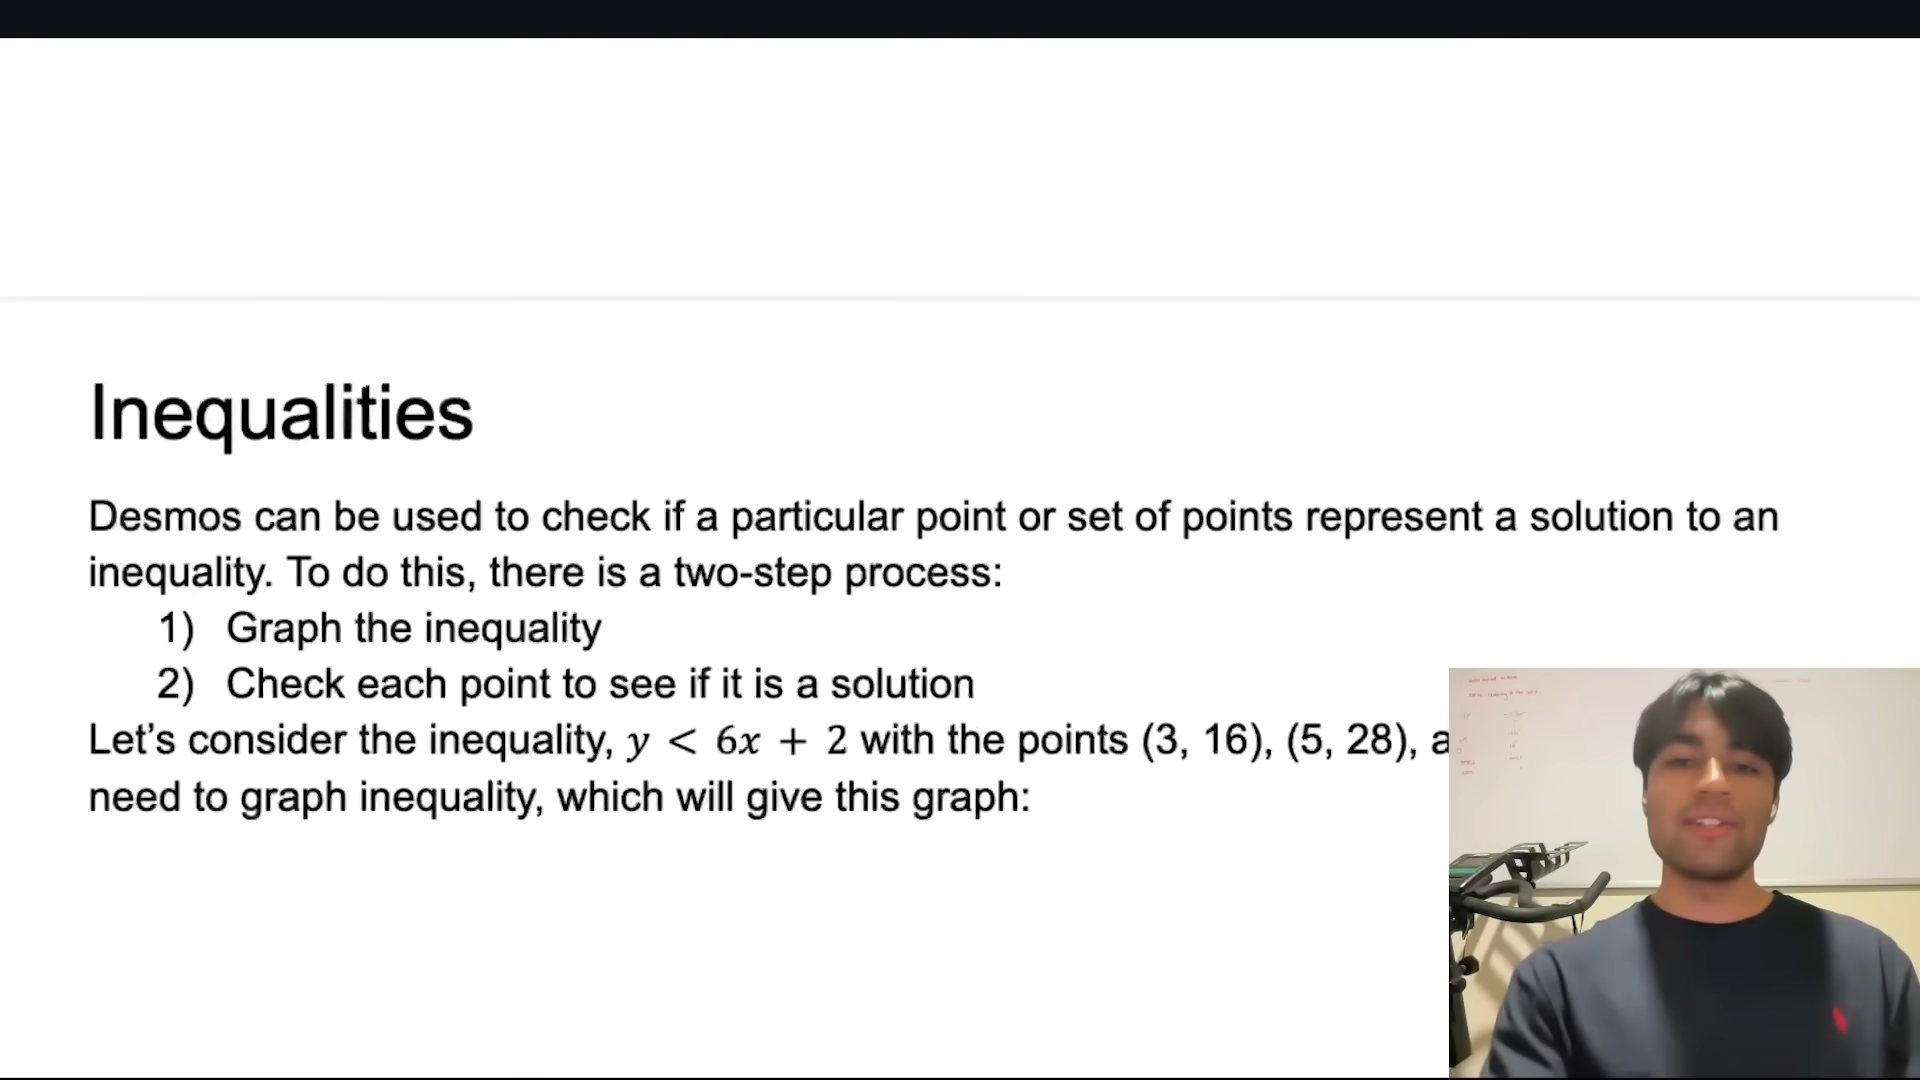 Inequalities
Desmos can be used to check if a particular point or set of points represent a solution to an
inequality. To do this, there is a two-step process:
1) Graph the inequality
2) Check each point to see if it is a solution
Let’s consider the inequality, y < 6x + 2 with the points (3, 16), (5, 28), a
need to graph inequality, which will give this graph: